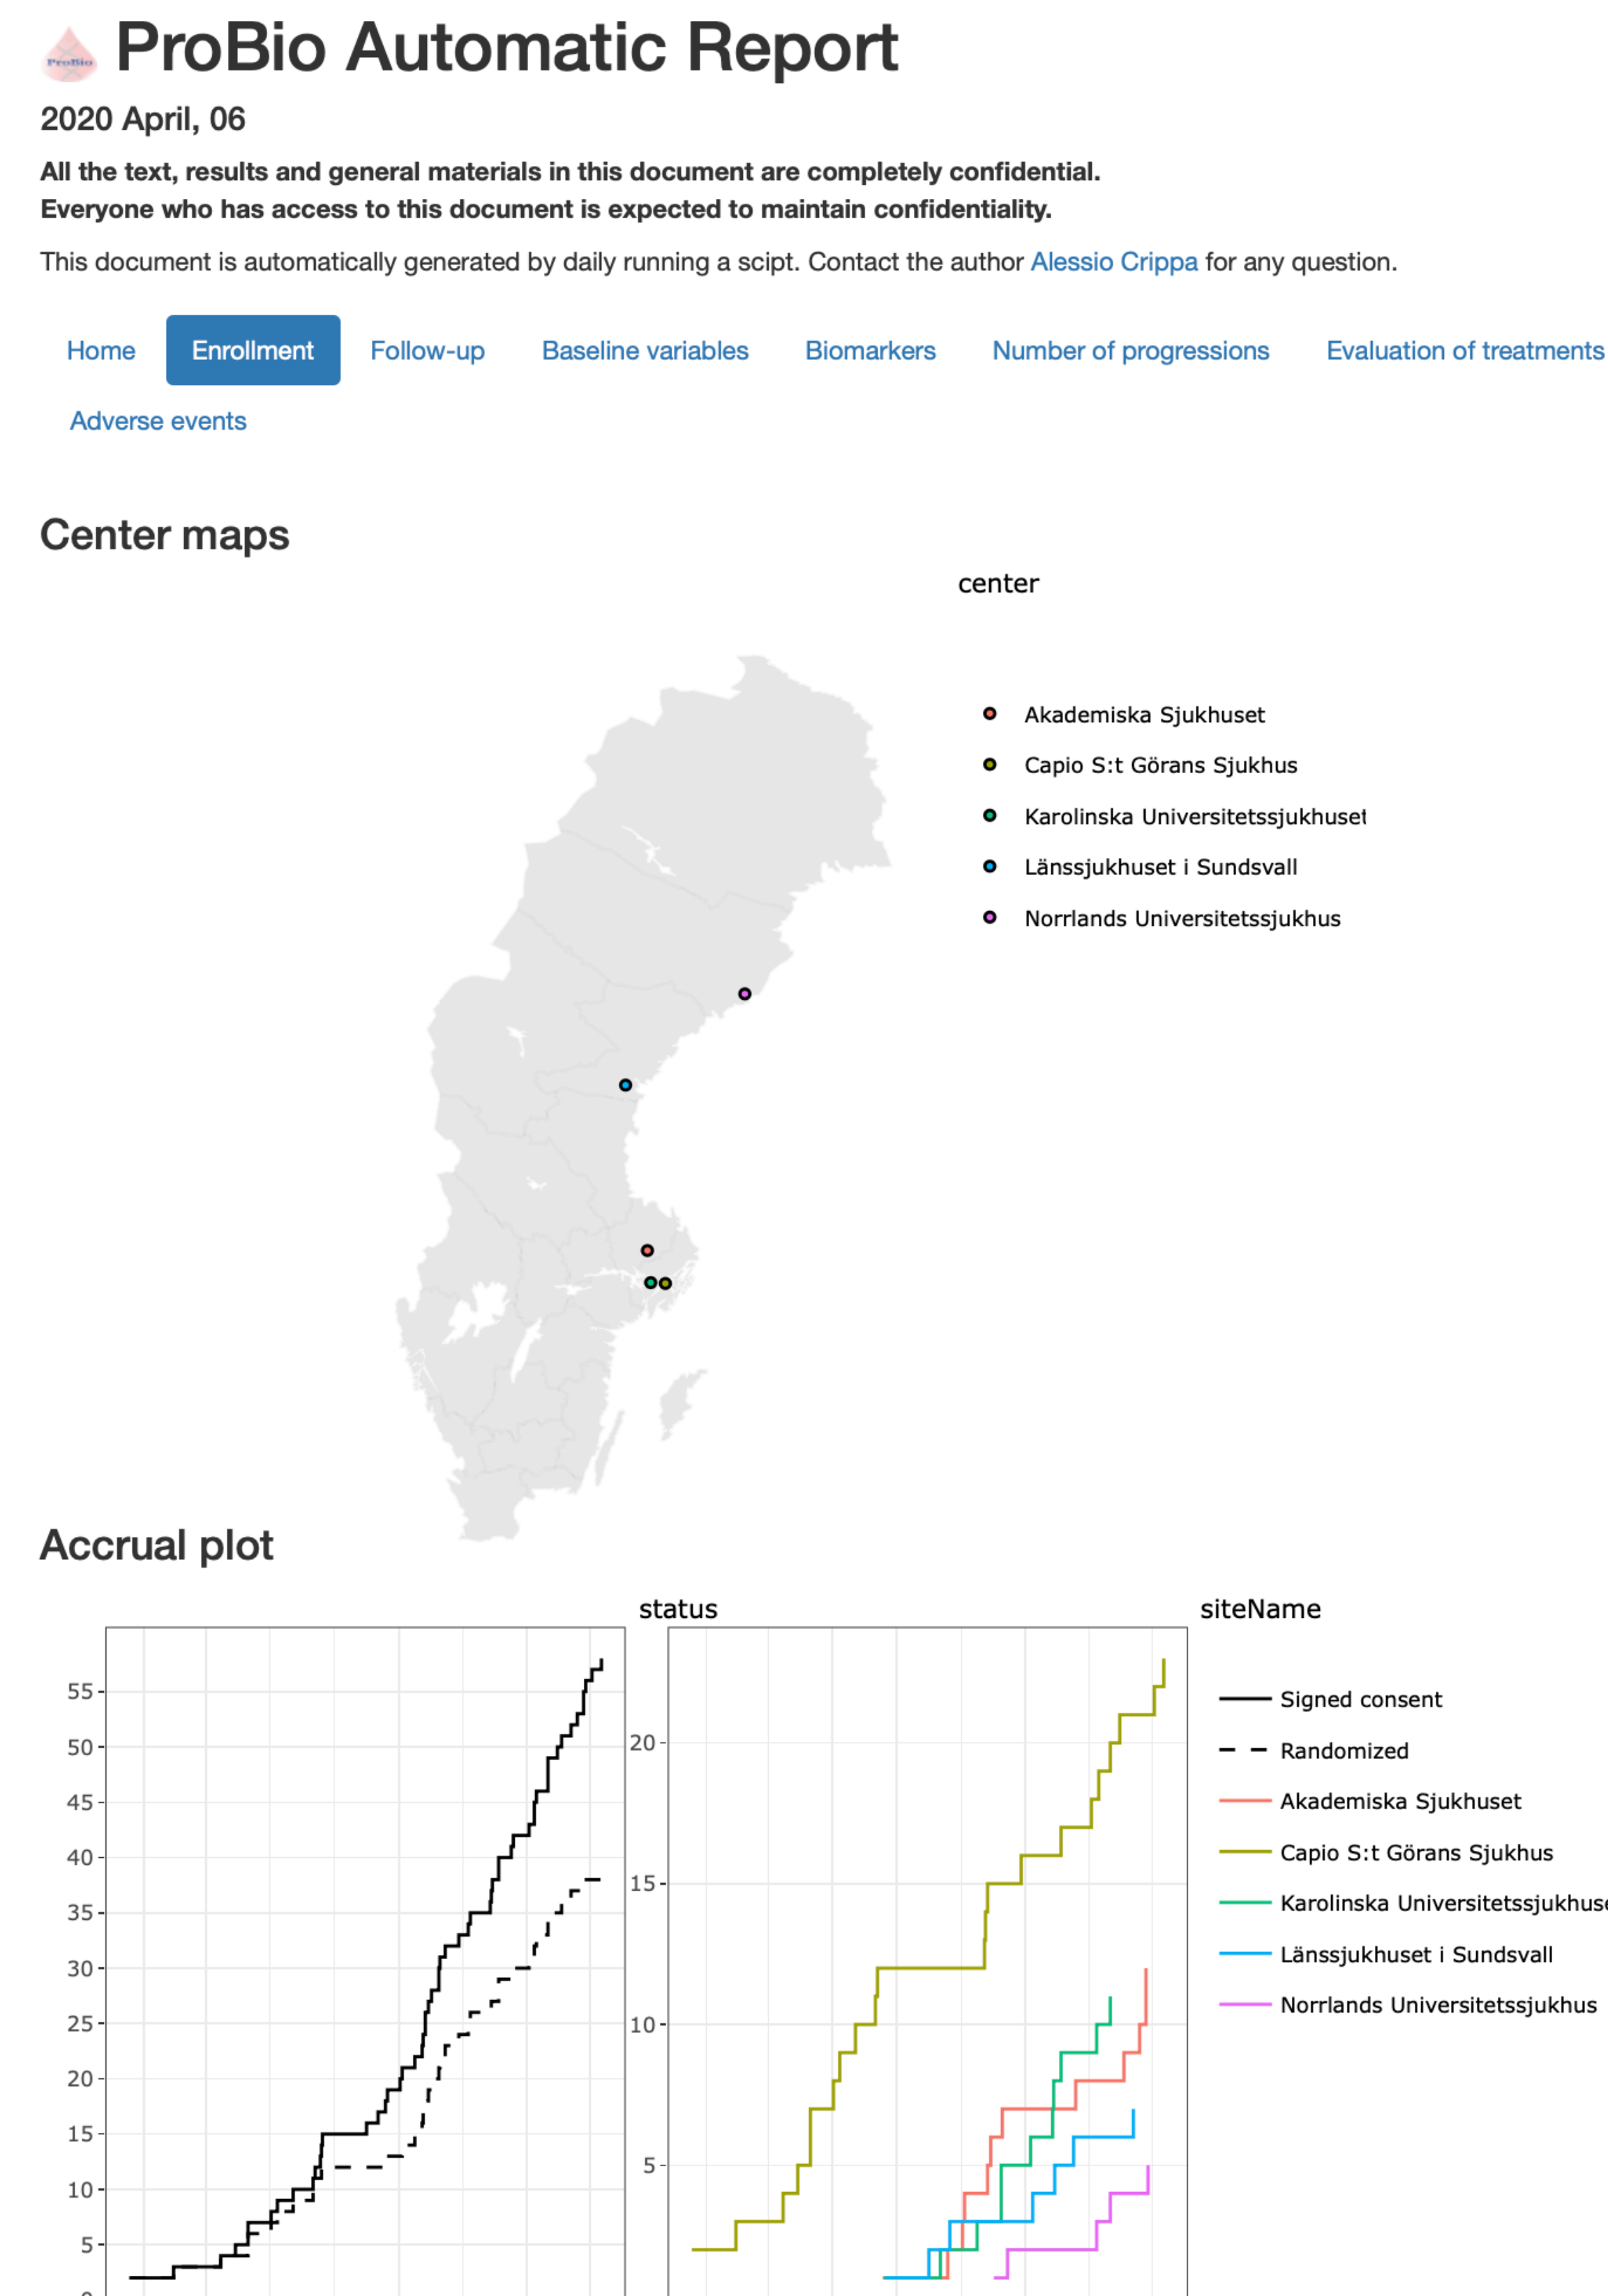 ProBio
ProBio Automatic Report
2020 April, 06
All the text, results and general materials in this document are completely confidential.
Everyone who has access to this document is expected to maintain confidentiality.
This document is automatically generated by daily running a scipt. Contact the author Alessio Crippa for any question.
Home Enrollment Follow-up Baseline variables Biomarkers Number of progressions Evaluation of treatments
Adverse events
Center maps
center
Akademiska Sjukhuset
Capio S:t Görans Sjukhus
Karolinska Universitetssjukhuset
Länssjukhuset i Sundsvall
Norrlands Universitetssjukhus
Accrual plot
status
siteName
55
50
45
40
35
30
25
20
15
10
5
0
20
15
10
5
Signed consent
Randomized
Akademiska Sjukhuset
Capio S:t Görans Sjukhus
Karolinska Universitetssjukhuse
Länssjukhuset i Sundsvall
Norrlands Universitetssjukhus